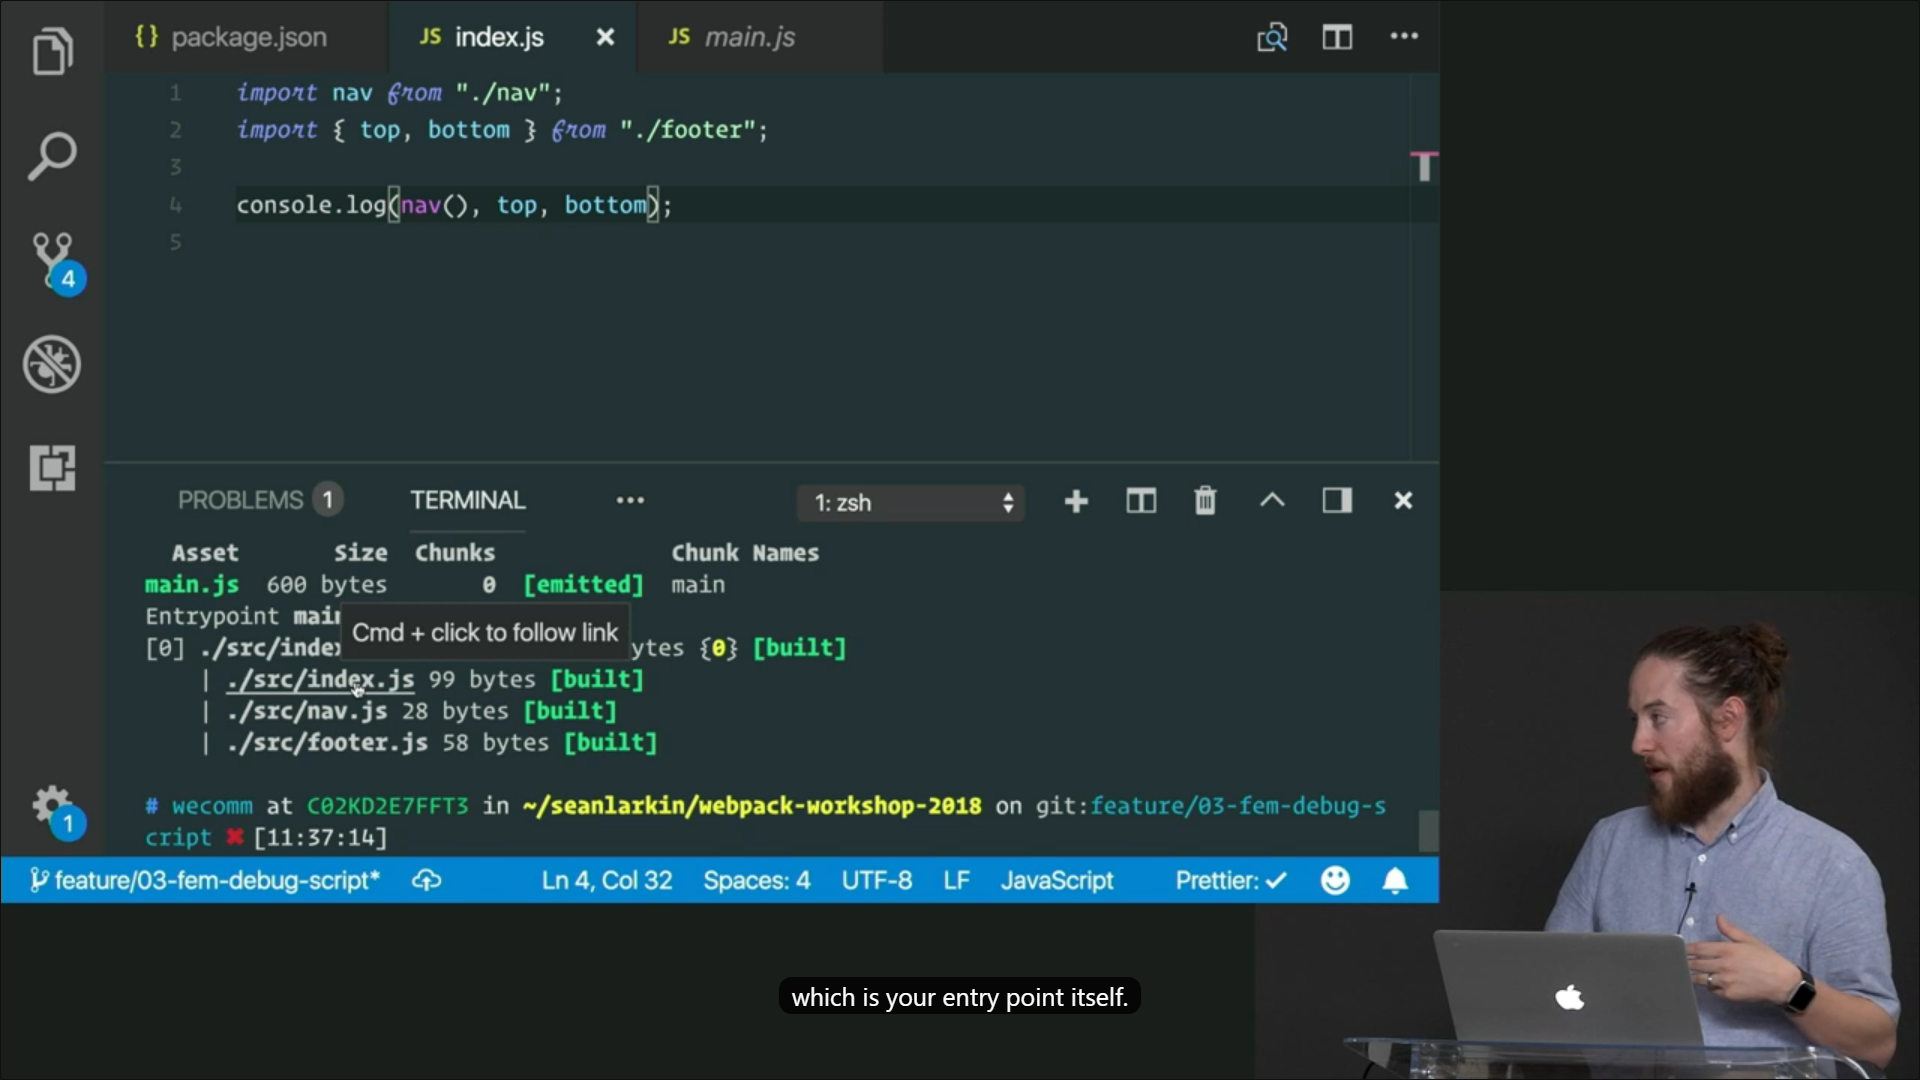 {} package.json
JS index.js ×
JS main.js
1 import nav from "./nav";
2 import { top, bottom } from "./footer";
3
4 console.log(nav(), top, bottom);
5
4
1
PROBLEMS 1 TERMINAL ... 1: zsh
Asset Size Chunks Chunk Names
main.js 600 bytes 0 [emitted] main
Entrypoint main
Cmd + click to follow link
[0] ./src/index ytes {0} [built]
| ./src/index.js 99 bytes [built]
| ./src/nav.js 28 bytes [built]
| ./src/footer.js 58 bytes [built]
# wecomm at C02KD2E7FFT3 in ~/seanlarkin/webpack-workshop-2018 on git:feature/03-fem-debug-s
cript ✖ [11:37:14]
feature/03-fem-debug-script* Ln 4, Col 32 Spaces: 4 UTF-8 LF JavaScript Prettier: ✓
which is your entry point itself.